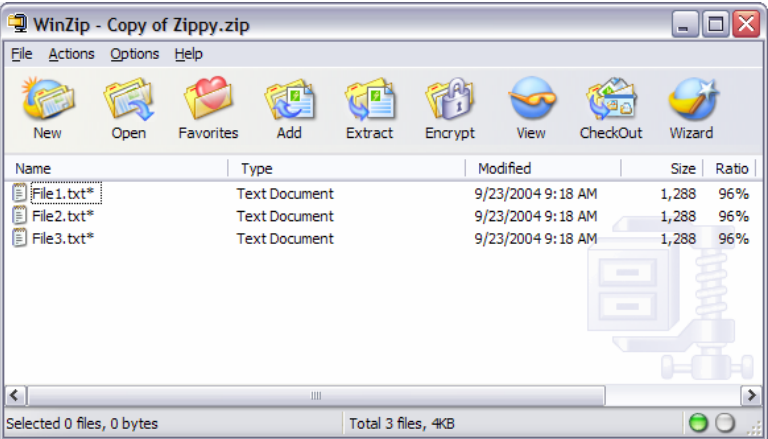 WinZip - Copy of Zippy.zip
File Actions Options Help
New Open Favorites Add Extract Encrypt View CheckOut Wizard
Name Type Modified Size Ratio
File1.txt* Text Document 9/23/2004 9:18 AM 1,288 96%
File2.txt* Text Document 9/23/2004 9:18 AM 1,288 96%
File3.txt* Text Document 9/23/2004 9:18 AM 1,288 96%
Selected 0 files, 0 bytes Total 3 files, 4KB